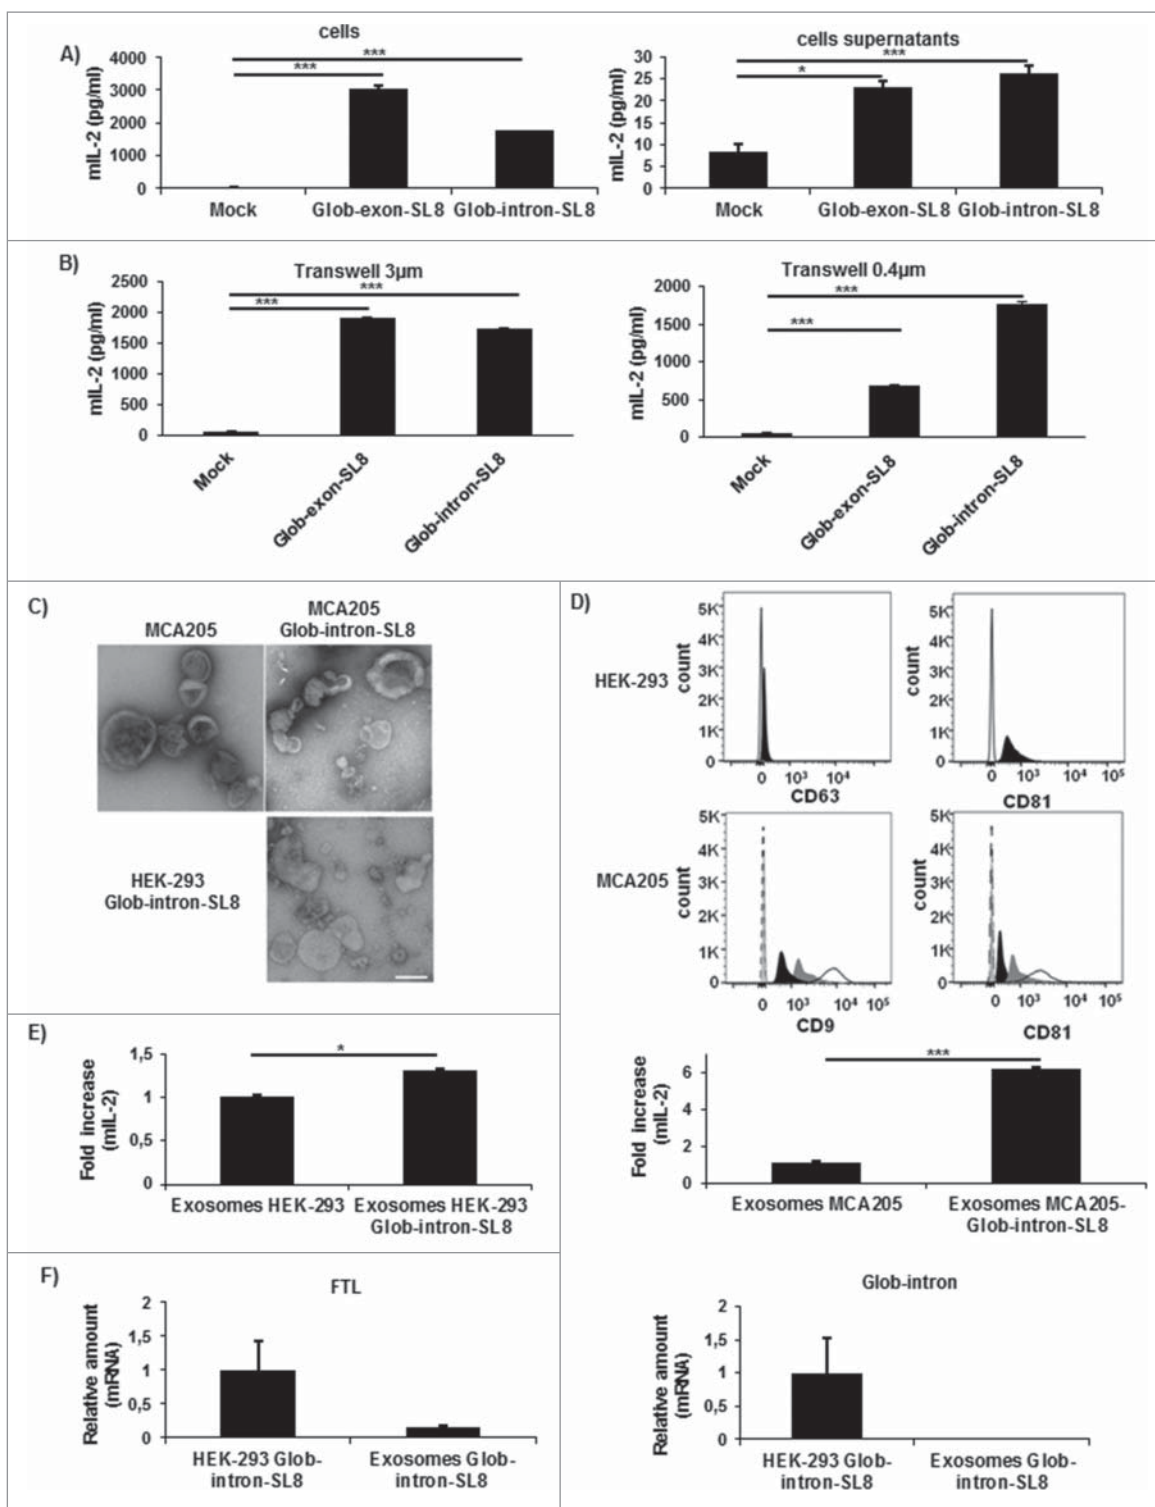 A)
cells
***
***
mIL-2 (pg/ml)
4000
3000
2000
1000
0
Mock Glob-exon-SL8 Glob-intron-SL8
cells supernatants
***
*
mIL-2 (pg/ml)
30
25
20
15
10
5
0
Mock Glob-exon-SL8 Glob-intron-SL8
B)
Transwell 3µm
***
***
mIL-2 (pg/ml)
2500
2000
1500
1000
500
0
Mock
Glob-exon-SL8
Glob-intron-SL8
Transwell 0.4µm
***
***
mIL-2 (pg/ml)
2000
1500
1000
500
0
Mock
Glob-exon-SL8
Glob-intron-SL8
C)
MCA205
MCA205
Glob-intron-SL8
HEK-293
Glob-intron-SL8
D)
HEK-293
count
5K
4K
3K
2K
1K
0
0 10³ 10⁴
CD63
count
5K
4K
3K
2K
1K
0
0 10³ 10⁴ 10⁵
CD81
MCA205
count
5K
4K
3K
2K
1K
0
0 10³ 10⁴ 10⁵
CD9
count
5K
4K
3K
2K
1K
0
0 10³ 10⁴ 10⁵
CD81
E)
*
Fold increase
(mIL-2)
1,5
1
0,5
0
Exosomes HEK-293 Exosomes HEK-293
Glob-intron-SL8
***
Fold increase
(mIL-2)
6
4
2
0
Exosomes MCA205 Exosomes MCA205-
Glob-intron-SL8
F)
FTL
Relative amount
(mRNA)
2
1,5
1
0,5
0
HEK-293 Glob-
intron-SL8
Exosomes Glob-
intron-SL8
Glob-intron
Relative amount
(mRNA)
2
1,5
1
0,5
0
HEK-293 Glob-
intron-SL8
Exosomes Glob-
intron-SL8